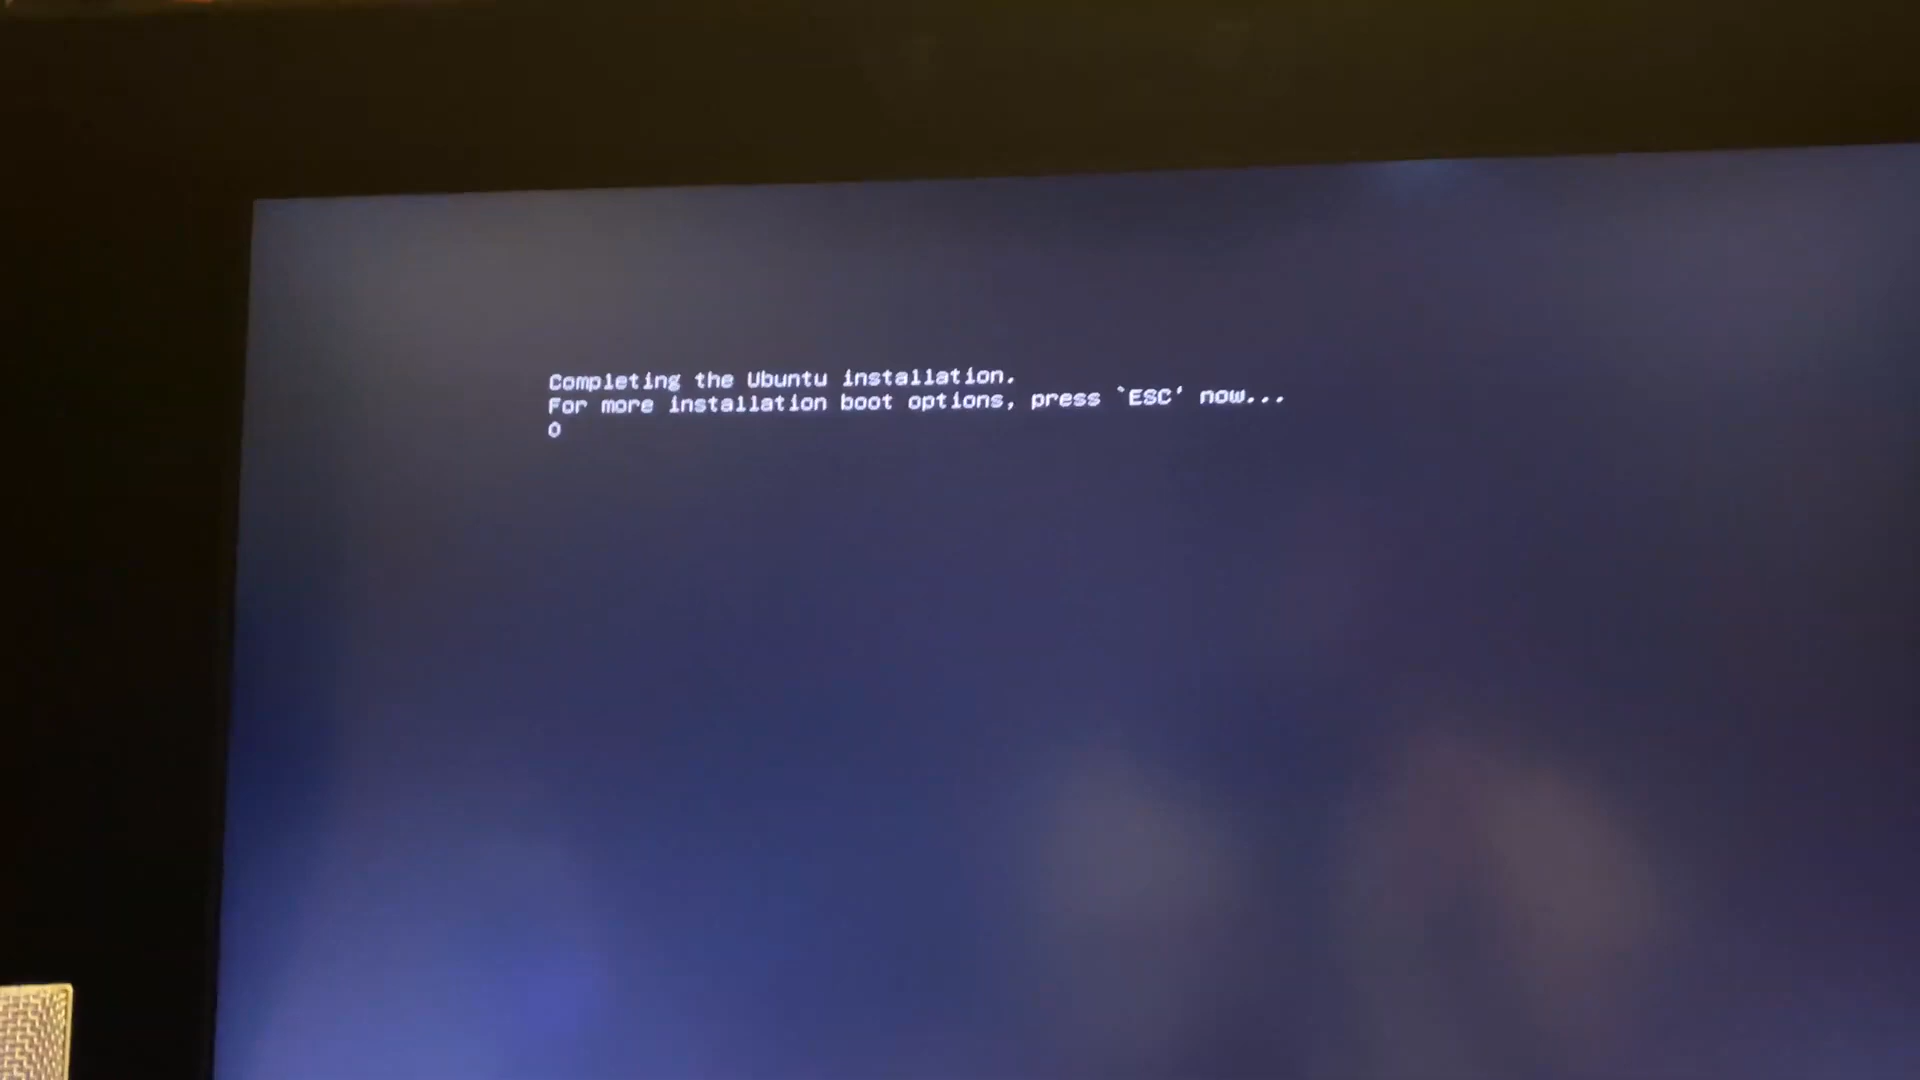 Completing the Ubuntu installation.
For more installation boot options, press `ESC' now...
0